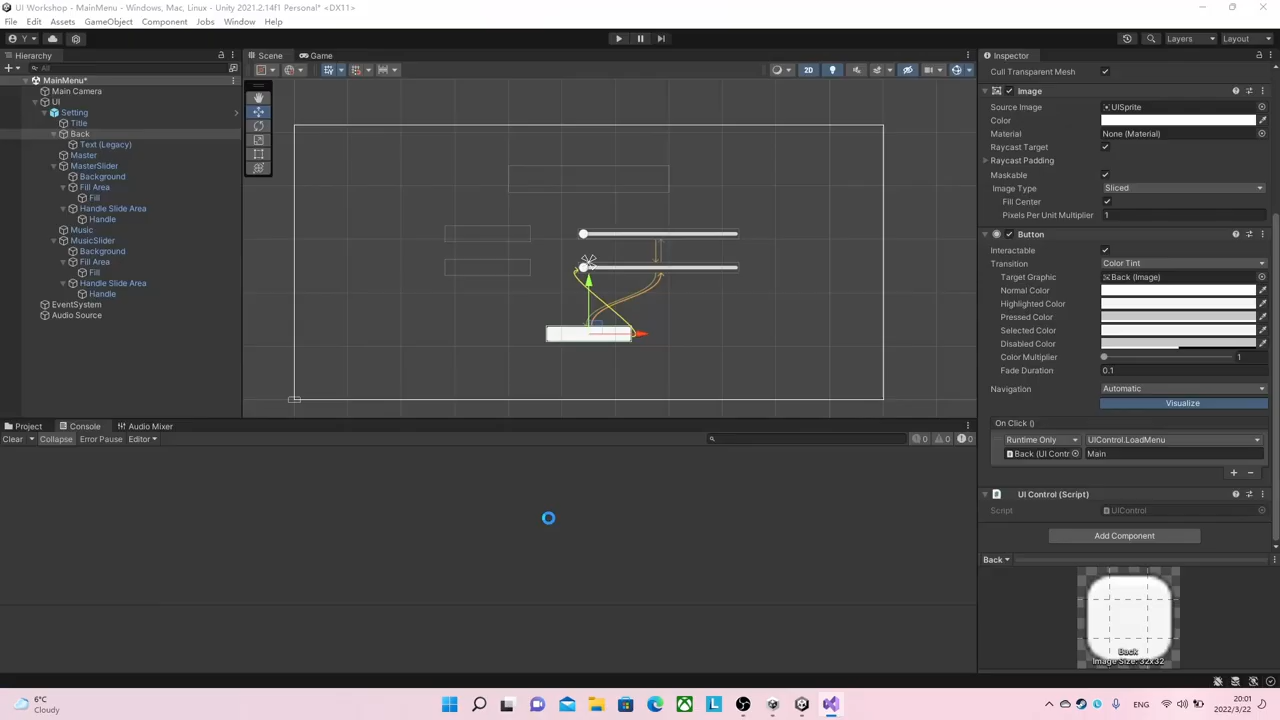 UI Workshop - MainMenu - Windows, Mac, Linux - Unity 2021.2.14f1 Personal* <DX11>
File Edit Assets GameObject Component Jobs Window Help
Y Layers Layout
Hierarchy Scene Game Inspector
All 2D Cull Transparent Mesh
MainMenu*
Main Camera
UI
Setting
Title
Back
Text (Legacy)
Master
MasterSlider
Background
Fill Area
Fill
Handle Slide Area
Handle
Music
MusicSlider
Background
Fill Area
Fill
Handle Slide Area
Handle
EventSystem
Audio Source
Image
Source Image UISprite
Color
Material None (Material)
Raycast Target
Raycast Padding
Maskable
Image Type Sliced
Fill Center
Pixels Per Unit Multiplier 1
Button
Interactable
Transition Color Tint
Target Graphic Back (Image)
Normal Color
Highlighted Color
Pressed Color
Selected Color
Disabled Color
Color Multiplier 1
Fade Duration 0.1
Navigation Automatic
Visualize
On Click ()
Runtime Only UIControl.LoadMenu
Back (UI Contr Main
UI Control (Script)
Script UIControl
Add Component
Back
Back
Image Size: 32x32
Project Console Audio Mixer
Clear Collapse Error Pause Editor 0 0 0
6°C
Cloudy
ENG
20:01
2022/3/22